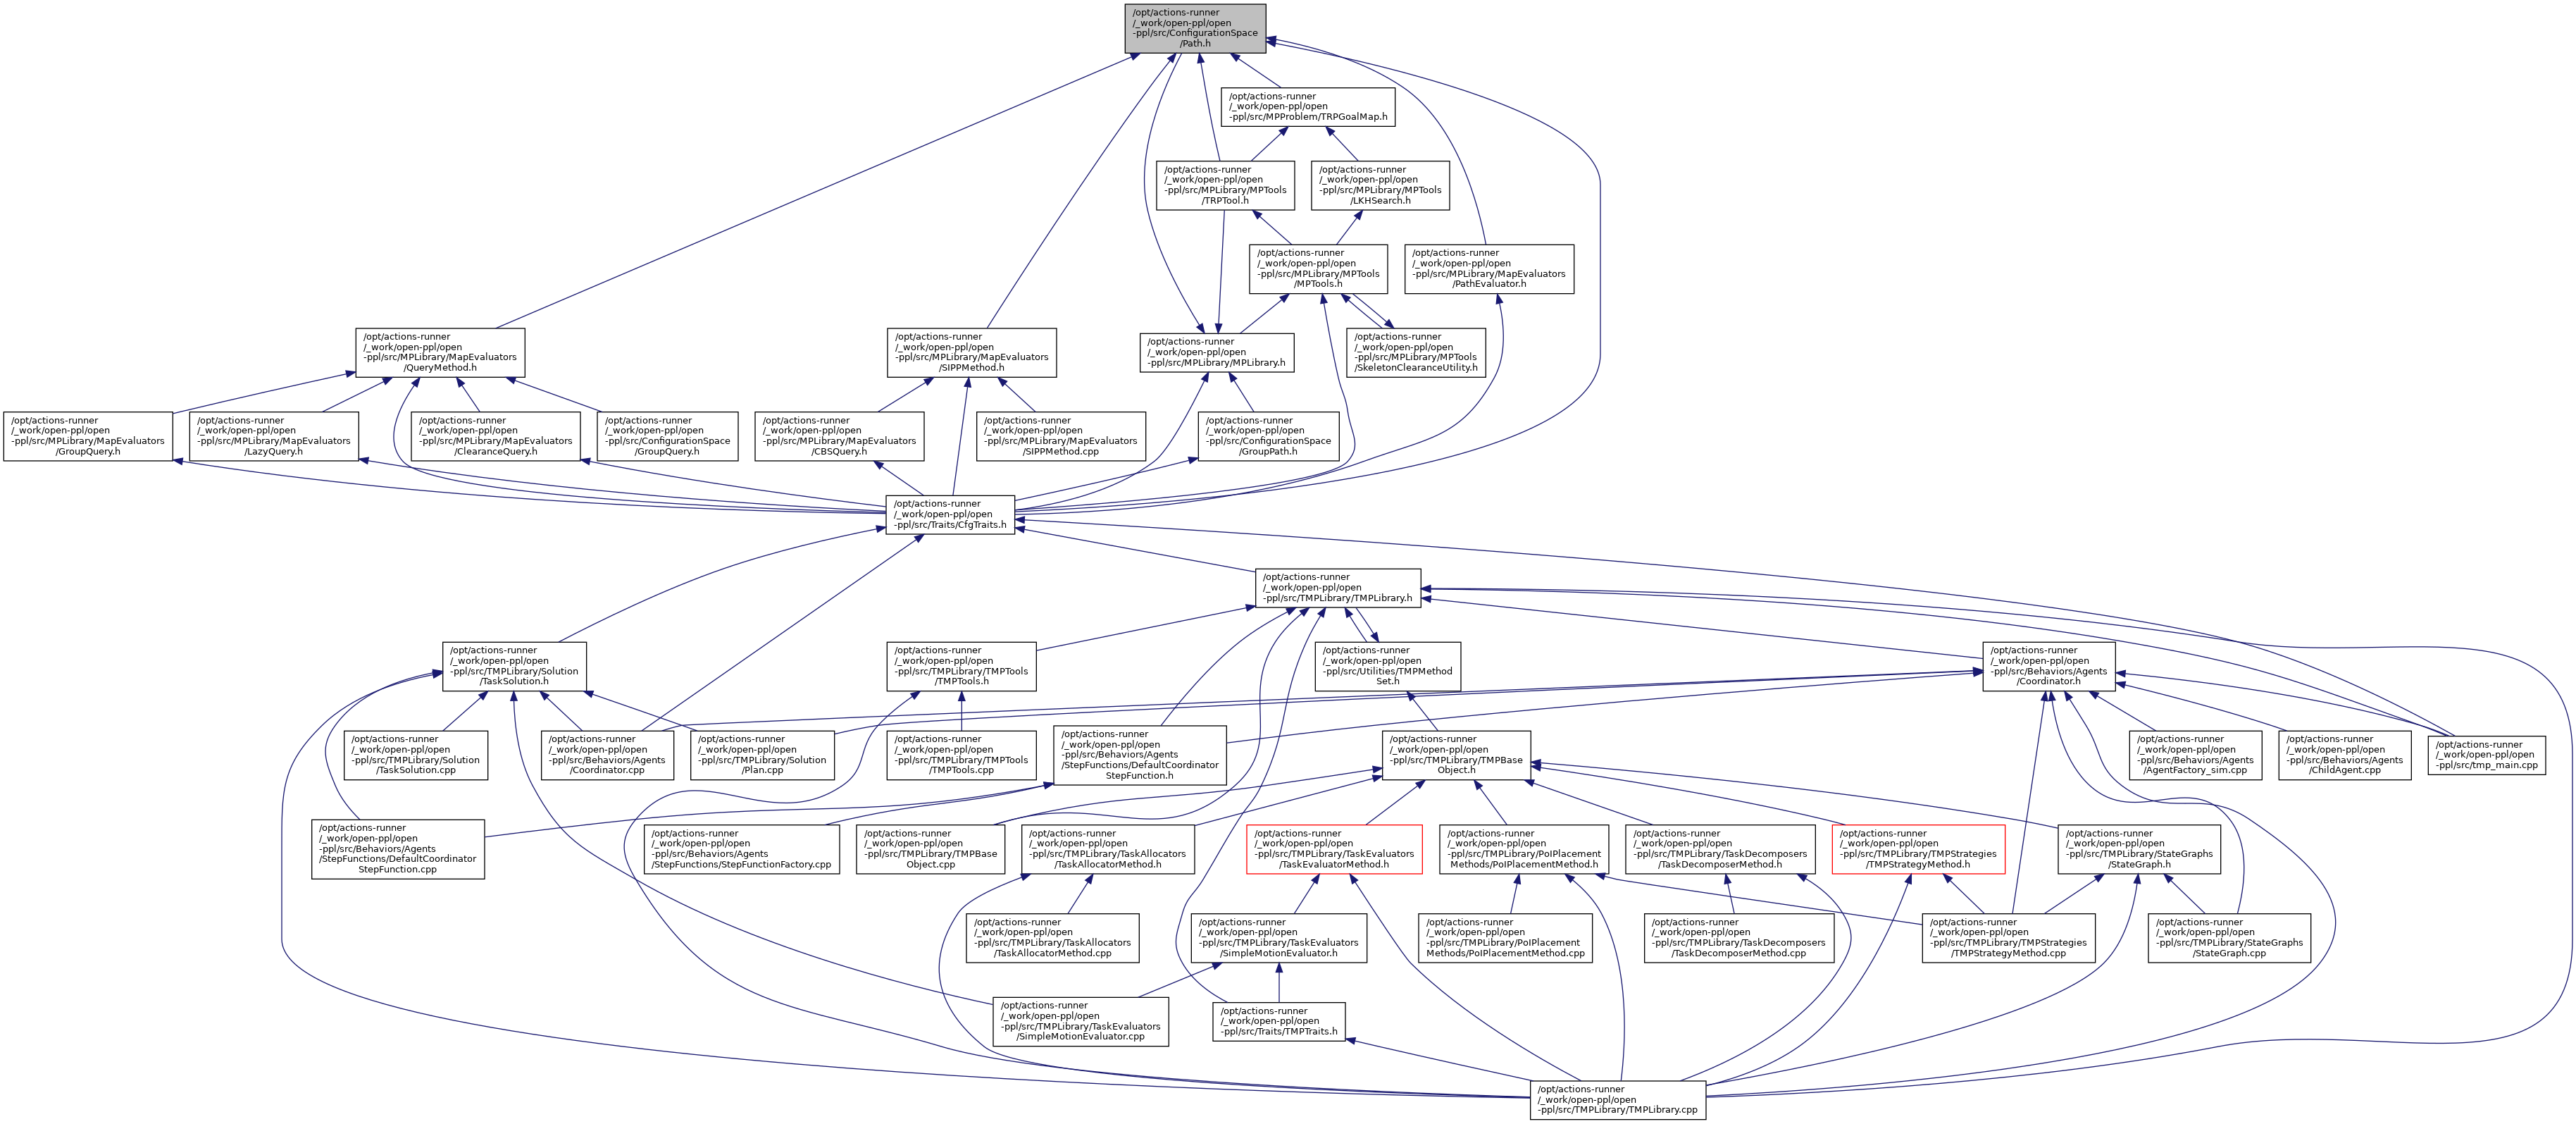 /opt/actions-runner
/_work/open-ppl/open
-ppl/src/ConfigurationSpace
/Path.h
/opt/actions-runner
/_work/open-ppl/open
-ppl/src/MPProblem/TRPGoalMap.h
/opt/actions-runner
/_work/open-ppl/open
-ppl/src/MPLibrary/MPTools
/TRPTool.h
/opt/actions-runner
/_work/open-ppl/open
-ppl/src/MPLibrary/MPTools
/LKHSearch.h
/opt/actions-runner
/_work/open-ppl/open
-ppl/src/MPLibrary/MPTools
/MPTools.h
/opt/actions-runner
/_work/open-ppl/open
-ppl/src/MPLibrary/MapEvaluators
/PathEvaluator.h
/opt/actions-runner
/_work/open-ppl/open
-ppl/src/MPLibrary/MapEvaluators
/QueryMethod.h
/opt/actions-runner
/_work/open-ppl/open
-ppl/src/MPLibrary/MapEvaluators
/SIPPMethod.h
/opt/actions-runner
/_work/open-ppl/open
-ppl/src/MPLibrary/MPLibrary.h
/opt/actions-runner
/_work/open-ppl/open
-ppl/src/MPLibrary/MPTools
/SkeletonClearanceUtility.h
/opt/actions-runner
/_work/open-ppl/open
-ppl/src/MPLibrary/MapEvaluators
/GroupQuery.h
/opt/actions-runner
/_work/open-ppl/open
-ppl/src/MPLibrary/MapEvaluators
/LazyQuery.h
/opt/actions-runner
/_work/open-ppl/open
-ppl/src/MPLibrary/MapEvaluators
/ClearanceQuery.h
/opt/actions-runner
/_work/open-ppl/open
-ppl/src/ConfigurationSpace
/GroupQuery.h
/opt/actions-runner
/_work/open-ppl/open
-ppl/src/MPLibrary/MapEvaluators
/CBSQuery.h
/opt/actions-runner
/_work/open-ppl/open
-ppl/src/MPLibrary/MapEvaluators
/SIPPMethod.cpp
/opt/actions-runner
/_work/open-ppl/open
-ppl/src/ConfigurationSpace
/GroupPath.h
/opt/actions-runner
/_work/open-ppl/open
-ppl/src/Traits/CfgTraits.h
/opt/actions-runner
/_work/open-ppl/open
-ppl/src/TMPLibrary/TMPLibrary.h
/opt/actions-runner
/_work/open-ppl/open
-ppl/src/TMPLibrary/Solution
/TaskSolution.h
/opt/actions-runner
/_work/open-ppl/open
-ppl/src/TMPLibrary/TMPTools
/TMPTools.h
/opt/actions-runner
/_work/open-ppl/open
-ppl/src/Utilities/TMPMethod
Set.h
/opt/actions-runner
/_work/open-ppl/open
-ppl/src/Behaviors/Agents
/Coordinator.h
/opt/actions-runner
/_work/open-ppl/open
-ppl/src/TMPLibrary/Solution
/TaskSolution.cpp
/opt/actions-runner
/_work/open-ppl/open
-ppl/src/Behaviors/Agents
/Coordinator.cpp
/opt/actions-runner
/_work/open-ppl/open
-ppl/src/TMPLibrary/Solution
/Plan.cpp
/opt/actions-runner
/_work/open-ppl/open
-ppl/src/TMPLibrary/TMPTools
/TMPTools.cpp
/opt/actions-runner
/_work/open-ppl/open
-ppl/src/Behaviors/Agents
/StepFunctions/DefaultCoordinator
StepFunction.h
/opt/actions-runner
/_work/open-ppl/open
-ppl/src/TMPLibrary/TMPBase
Object.h
/opt/actions-runner
/_work/open-ppl/open
-ppl/src/Behaviors/Agents
/AgentFactory_sim.cpp
/opt/actions-runner
/_work/open-ppl/open
-ppl/src/Behaviors/Agents
/ChildAgent.cpp
/opt/actions-runner
/_work/open-ppl/open
-ppl/src/tmp_main.cpp
/opt/actions-runner
/_work/open-ppl/open
-ppl/src/Behaviors/Agents
/StepFunctions/DefaultCoordinator
StepFunction.cpp
/opt/actions-runner
/_work/open-ppl/open
-ppl/src/Behaviors/Agents
/StepFunctions/StepFunctionFactory.cpp
/opt/actions-runner
/_work/open-ppl/open
-ppl/src/TMPLibrary/TMPBase
Object.cpp
/opt/actions-runner
/_work/open-ppl/open
-ppl/src/TMPLibrary/TaskAllocators
/TaskAllocatorMethod.h
/opt/actions-runner
/_work/open-ppl/open
-ppl/src/TMPLibrary/TaskEvaluators
/TaskEvaluatorMethod.h
/opt/actions-runner
/_work/open-ppl/open
-ppl/src/TMPLibrary/PoIPlacement
Methods/PoIPlacementMethod.h
/opt/actions-runner
/_work/open-ppl/open
-ppl/src/TMPLibrary/TaskDecomposers
/TaskDecomposerMethod.h
/opt/actions-runner
/_work/open-ppl/open
-ppl/src/TMPLibrary/TMPStrategies
/TMPStrategyMethod.h
/opt/actions-runner
/_work/open-ppl/open
-ppl/src/TMPLibrary/StateGraphs
/StateGraph.h
/opt/actions-runner
/_work/open-ppl/open
-ppl/src/TMPLibrary/TaskAllocators
/TaskAllocatorMethod.cpp
/opt/actions-runner
/_work/open-ppl/open
-ppl/src/TMPLibrary/TaskEvaluators
/SimpleMotionEvaluator.h
/opt/actions-runner
/_work/open-ppl/open
-ppl/src/TMPLibrary/PoIPlacement
Methods/PoIPlacementMethod.cpp
/opt/actions-runner
/_work/open-ppl/open
-ppl/src/TMPLibrary/TaskDecomposers
/TaskDecomposerMethod.cpp
/opt/actions-runner
/_work/open-ppl/open
-ppl/src/TMPLibrary/TMPStrategies
/TMPStrategyMethod.cpp
/opt/actions-runner
/_work/open-ppl/open
-ppl/src/TMPLibrary/StateGraphs
/StateGraph.cpp
/opt/actions-runner
/_work/open-ppl/open
-ppl/src/TMPLibrary/TaskEvaluators
/SimpleMotionEvaluator.cpp
/opt/actions-runner
/_work/open-ppl/open
-ppl/src/Traits/TMPTraits.h
/opt/actions-runner
/_work/open-ppl/open
-ppl/src/TMPLibrary/TMPLibrary.cpp